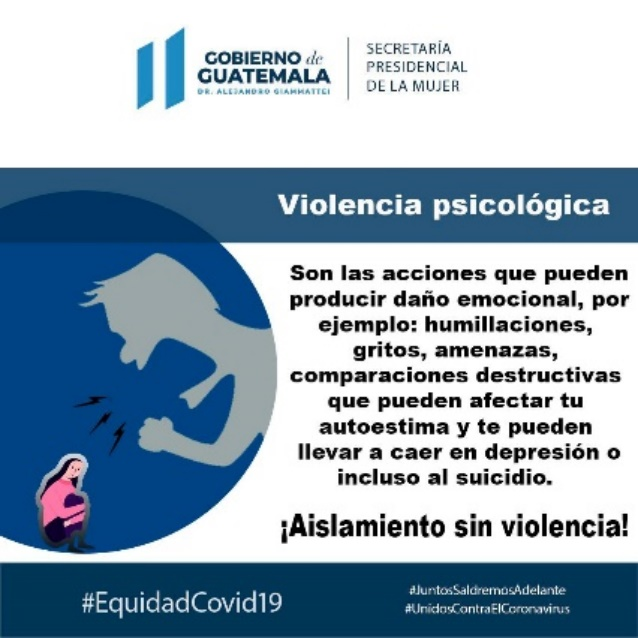 GOBIERNO de
GUATEMALA
DR. ALEJANDRO GIAMMATTEI
SECRETARÍA
PRESIDENCIAL
DE LA MUJER
Violencia psicológica
Son las acciones que pueden
producir daño emocional, por
ejemplo: humillaciones,
gritos, amenazas,
comparaciones destructivas
que pueden afectar tu
autoestima y te pueden
llevar a caer en depresión o
incluso al suicidio.
¡Aislamiento sin violencia!
#EquidadCovid19
#JuntosSaldremosAdelante
#UnidosContraElCoronavirus